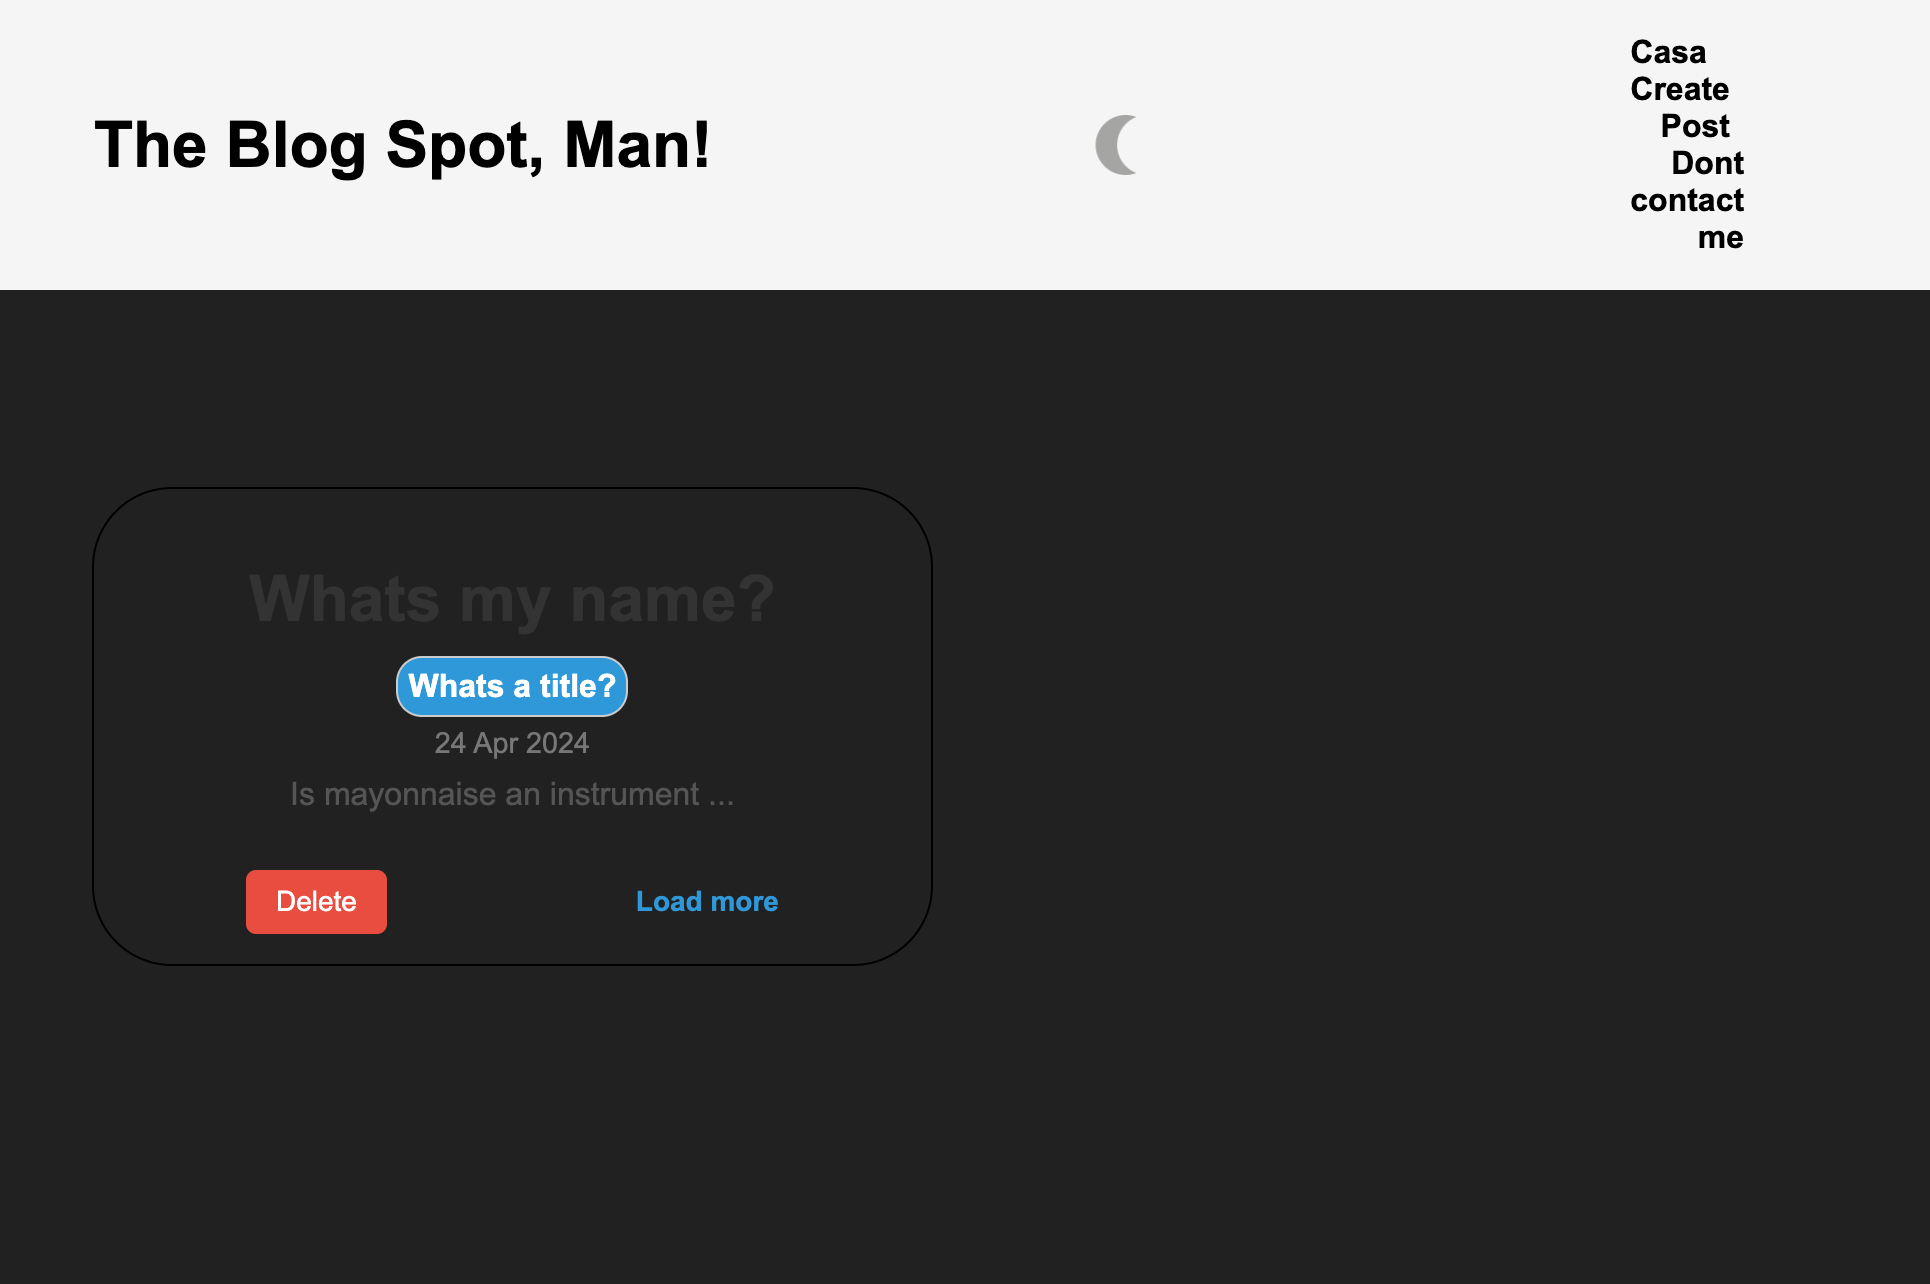 The Blog Spot, Man!
Casa
Create
Post
Dont
contact
me
Whats my name?
Whats a title?
24 Apr 2024
Is mayonnaise an instrument ...
Delete
Load more